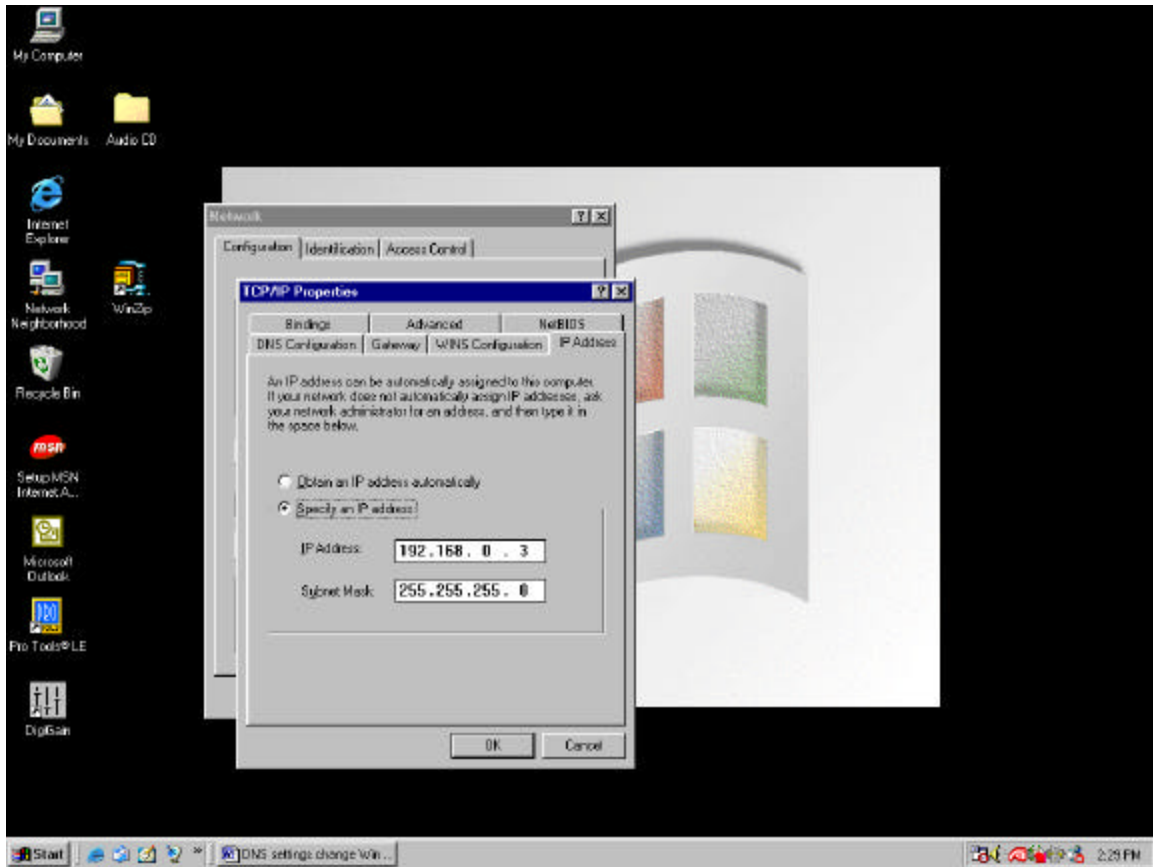 My Computer
My Documents
Audio CD
Internet
Explorer
Network
Neighborhood
WinZip
Recycle Bin
msn
Setup MSN
Internet A...
Microsoft
Outlook
Pro Tools® LE
DigiGain
Network
Configuration
Identification
Access Control
TCP/IP Properties
Bindings
Advanced
NetBIOS
DNS Configuration
Gateway
WINS Configuration
IP Address
An IP address can be automatically assigned to this computer.
If your network does not automatically assign IP addresses, ask
your network administrator for an address, and then type it in
the space below.
Obtain an IP address automatically
Specify an IP address:
IP Address:
192.168. 0 . 3
Subnet Mask:
255.255.255. 0
OK
Cancel
Start
»
DNS settings change Win ...
2:29 PM